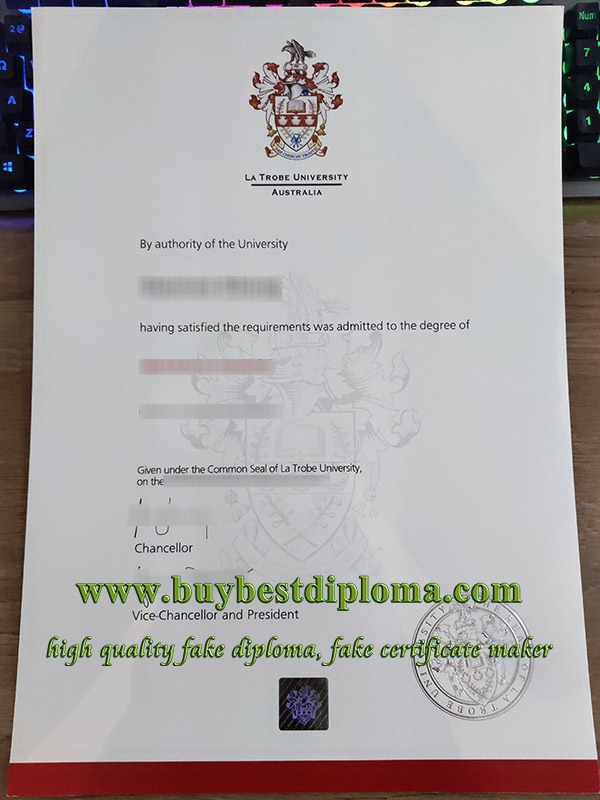 LA TROBE UNIVERSITY
AUSTRALIA
By authority of the University
having satisfied the requirements was admitted to the degree of
Given under the Common Seal of La Trobe University,
on the
Chancellor
www.buybestdiploma.com
Vice-Chancellor and President
high quality fake diploma, fake certificate maker